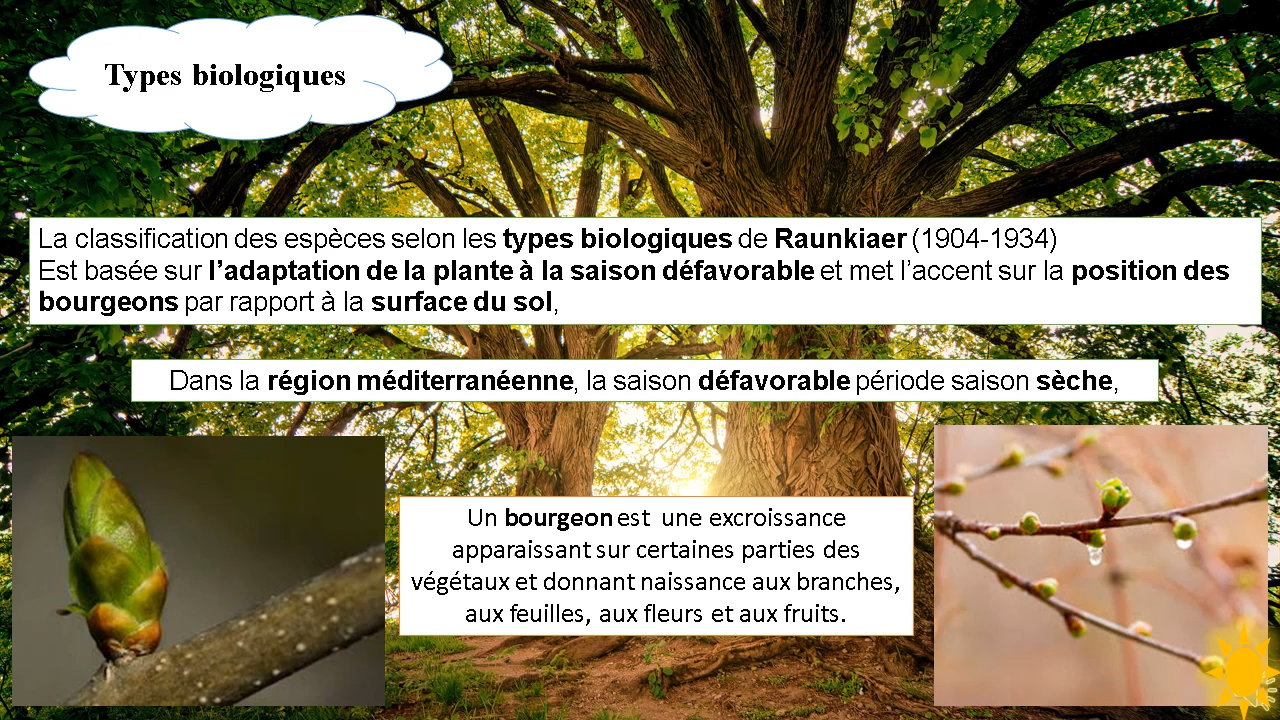 Types biologiques
La classification des espèces selon les types biologiques de Raunkiaer (1904-1934)
Est basée sur l’adaptation de la plante à la saison défavorable et met l’accent sur la position des
bourgeons par rapport à la surface du sol,
Dans la région méditerranéenne, la saison défavorable période saison sèche,
Un bourgeon est une excroissance
apparaissant sur certaines parties des
végétaux et donnant naissance aux branches,
aux feuilles, aux fleurs et aux fruits.